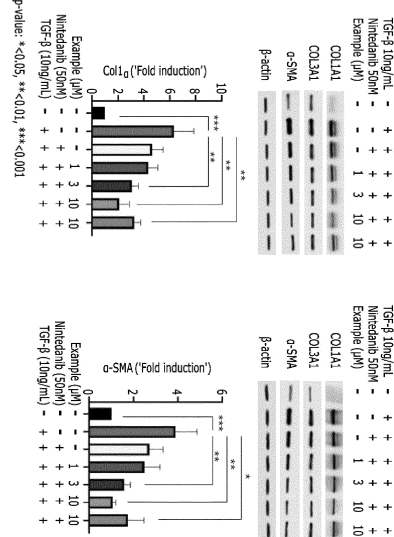 TGF-β 10ng/mL - + + + + + +
Nintedanib 50nM - - + + + + +
Example (μM) - - - 1 3 10 10
COL1A1
COL3A1
α-SMA
β-actin
Col1α ('Fold induction')
10
8
6
4
2
0
***
**
**
**
Example (μM) - - - 1 3 10 10
Nintedanib (50nM) - - + + + + +
TGF-β (10ng/mL) - + + + + + +
p-value: *<0.05, **<0.01, ***<0.001
TGF-β 10ng/mL - + + + + + +
Nintedanib 50nM - - + + + + +
Example (μM) - - - 1 3 10 10
COL1A1
COL3A1
α-SMA
β-actin
α-SMA ('Fold induction')
6
4
2
0
***
**
**
*
Example (μM) - - - 1 3 10 10
Nintedanib (50nM) - - + + + + +
TGF-β (10ng/mL) - + + + + + +